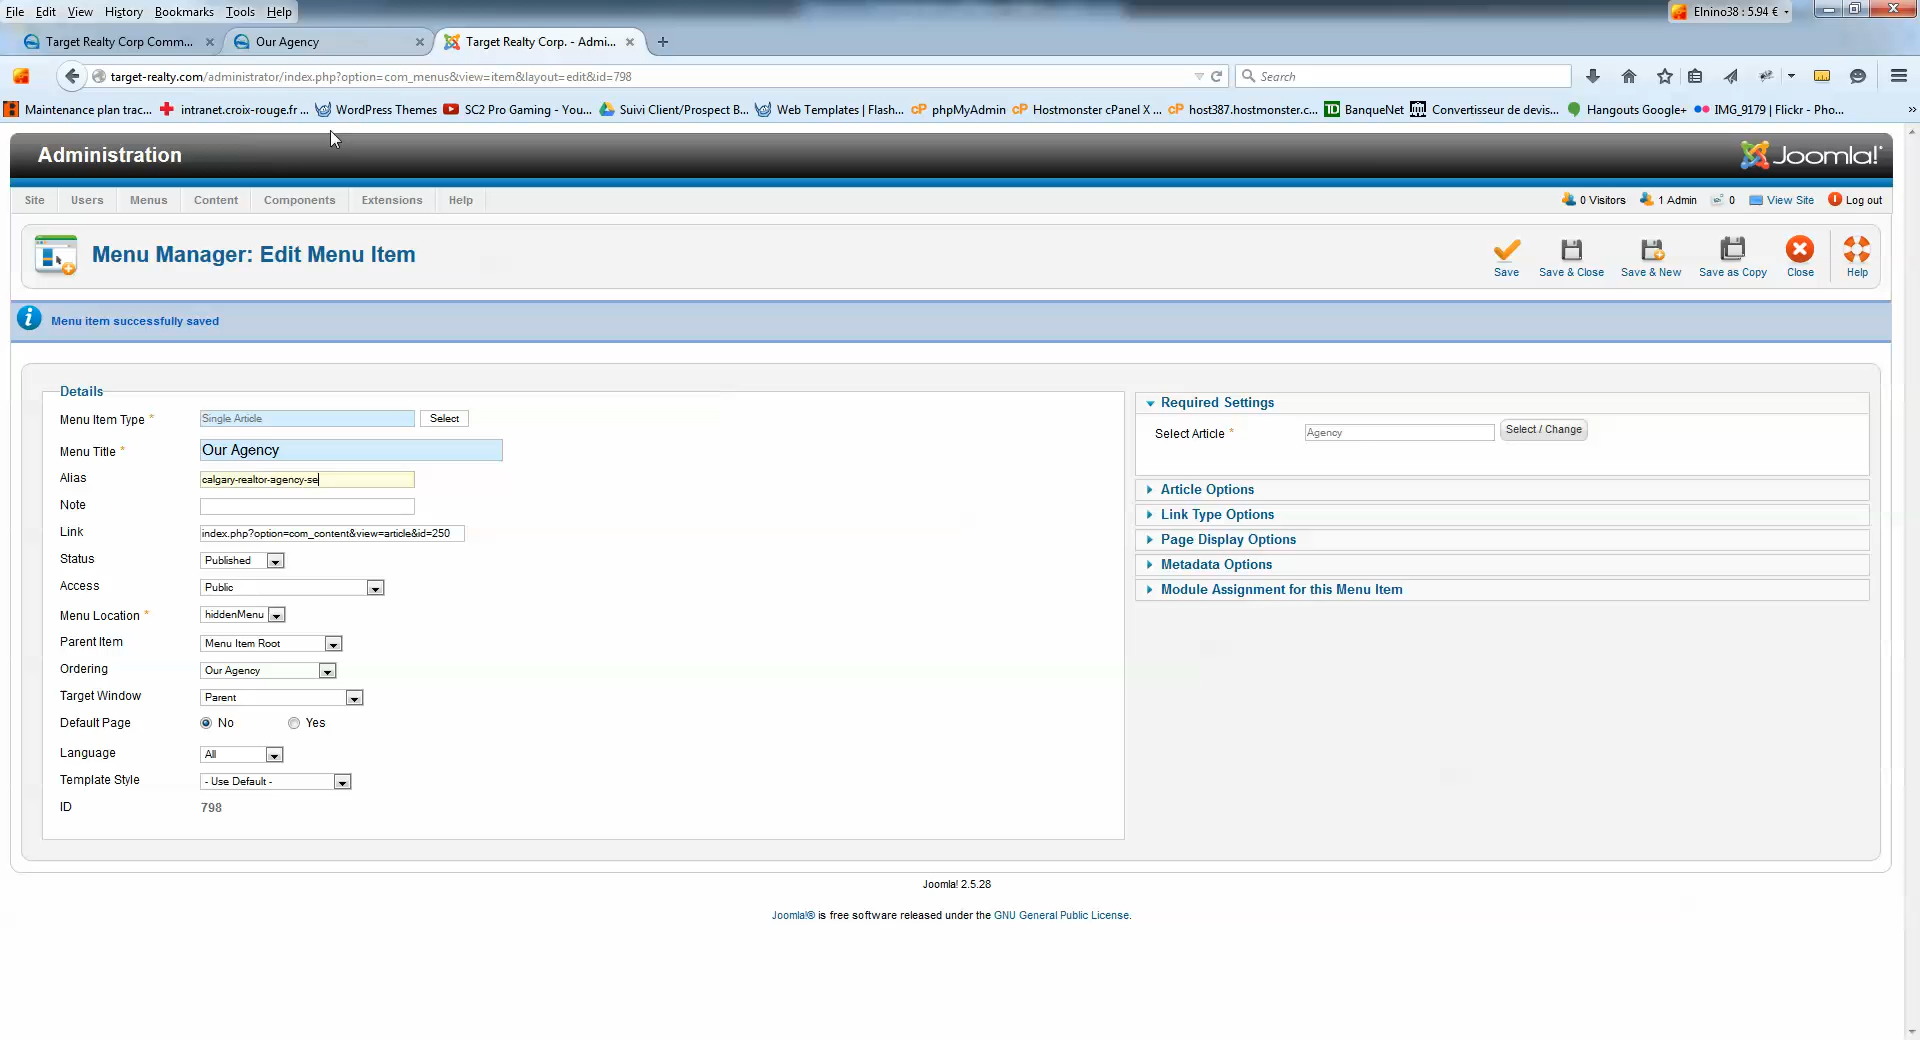 File Edit View History Bookmarks Tools Help
Elnino38 : 5.94 €
Target Realty Corp Comm...
Our Agency
Target Realty Corp. - Admi...
target-realty.com/administrator/index.php?option=com_menus&view=item&layout=edit&id=798
Search
Maintenance plan trac... intranet.croix-rouge.fr ... WordPress Themes SC2 Pro Gaming - You... Suivi Client/Prospect B... Web Templates | Flash... cP phpMyAdmin cP Hostmonster cPanel X ... cP host387.hostmonster.c... TD BanqueNet Convertisseur de devis... Hangouts Google+ IMG_9179 | Flickr - Pho... »
Administration
Joomla!®
Site Users Menus Content Components Extensions Help
0 Visitors 1 Admin 0 View Site Log out
Menu Manager: Edit Menu Item
Save Save & Close Save & New Save as Copy Close Help
Menu item successfully saved
Details
Menu Item Type * Single Article Select
Menu Title * Our Agency
Alias calgary-realtor-agency-se
Note
Link index.php?option=com_content&view=article&id=250
Status Published
Access Public
Menu Location * hiddenMenu
Parent Item Menu Item Root
Ordering Our Agency
Target Window Parent
Default Page No Yes
Language All
Template Style - Use Default -
ID 798
Required Settings
Select Article * Agency Select / Change
Article Options
Link Type Options
Page Display Options
Metadata Options
Module Assignment for this Menu Item
Joomla! 2.5.28
Joomla!® is free software released under the GNU General Public License.